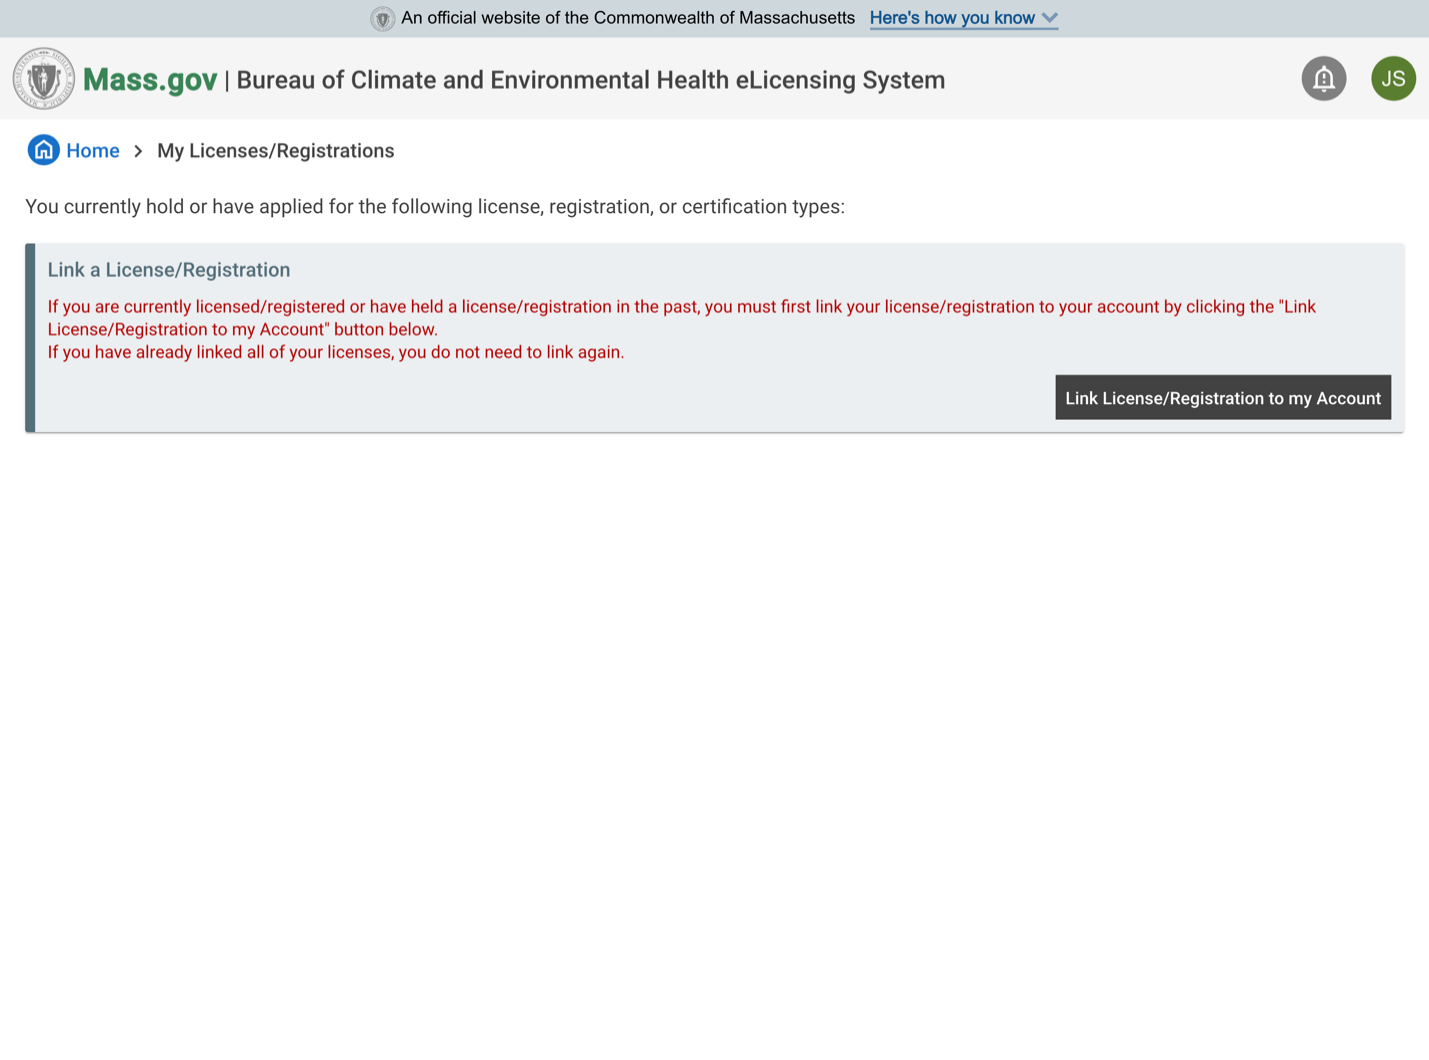 An official website of the Commonwealth of Massachusetts Here's how you know
Mass.gov | Bureau of Climate and Environmental Health eLicensing System
JS
Home > My Licenses/Registrations
You currently hold or have applied for the following license, registration, or certification types:
Link a License/Registration
If you are currently licensed/registered or have held a license/registration in the past, you must first link your license/registration to your account by clicking the "Link
License/Registration to my Account" button below.
If you have already linked all of your licenses, you do not need to link again.
Link License/Registration to my Account